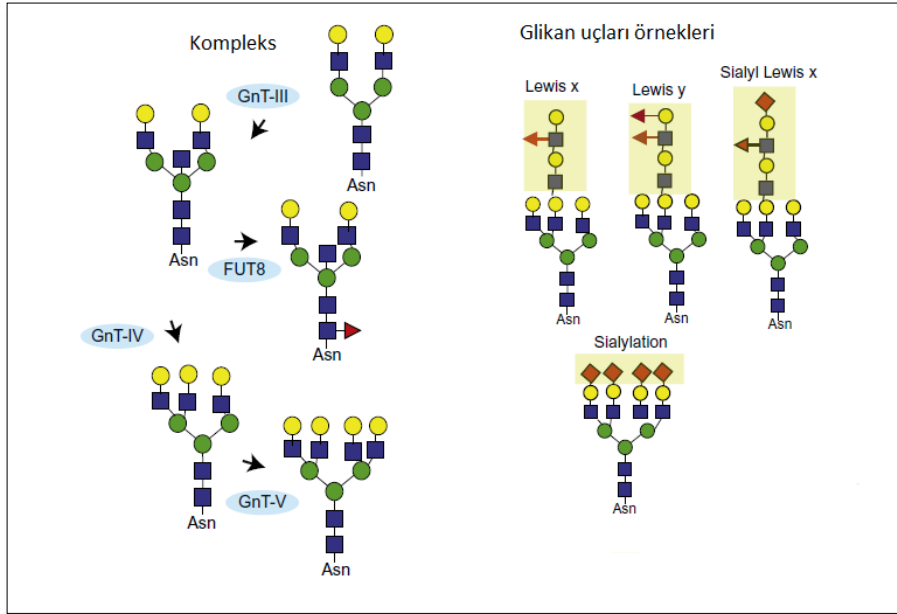 Kompleks
GnT-III
Asn
Asn
FUT8
Asn
GnT-IV
Asn
GnT-V
Asn
Glikan uçları örnekleri
Lewis x
Lewis y
Sialyl Lewis x
Asn
Asn
Asn
Sialylation
Asn